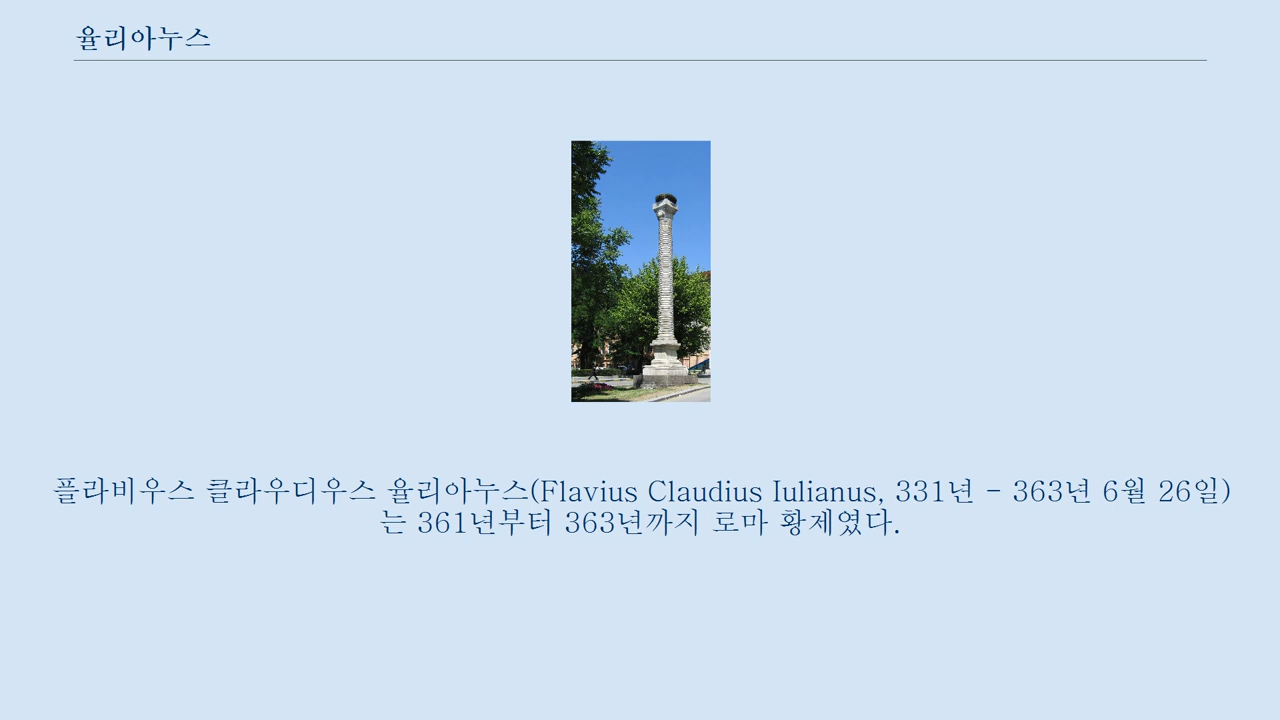 율리아누스
플라비우스 클라우디우스 율리아누스(Flavius Claudius Iulianus, 331년 - 363년 6월 26일)
는 361년부터 363년까지 로마 황제였다.